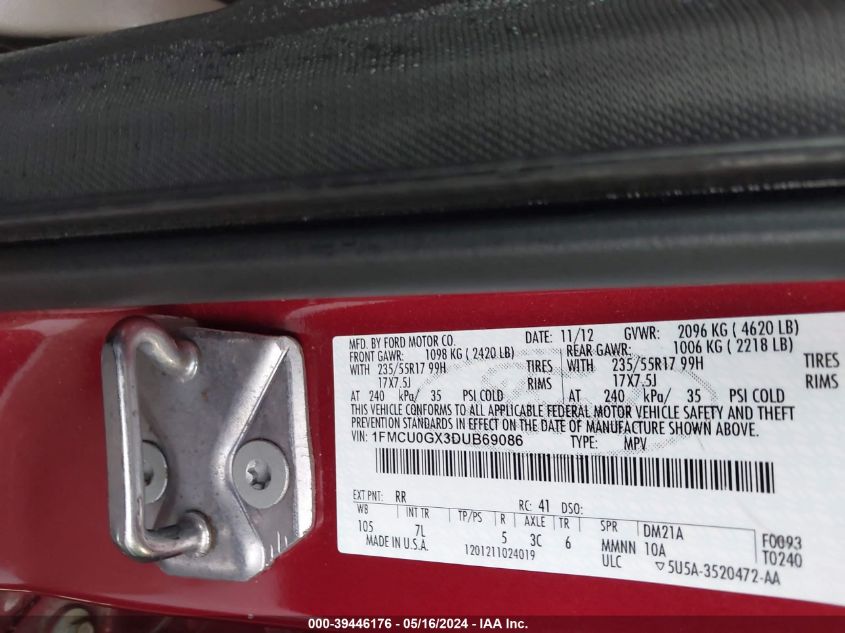 MFD. BY FORD MOTOR CO. DATE: 11/12 GVWR: 2096 KG ( 4620 LB)
FRONT GAWR: 1098 KG ( 2420 LB) REAR GAWR: 1006 KG ( 2218 LB)
WITH 235/55R17 99H TIRES WITH 235/55R17 99H TIRES
17X7.5J RIMS 17X7.5J RIMS
AT 240 kPa/ 35 PSI COLD AT 240 kPa/ 35 PSI COLD
THIS VEHICLE CONFORMS TO ALL APPLICABLE FEDERAL MOTOR VEHICLE SAFETY AND THEFT
PREVENTION STANDARDS IN EFFECT ON THE DATE OF MANUFACTURE SHOWN ABOVE.
VIN: 1FMCU0GX3DUB69086 TYPE: MPV
EXT PNT: RR RC: 41 DSO:
WB INT TR TP/PS R AXLE TR SPR DM21A F0093
105 7L 5 3C 6 MMNN 10A T0240
MADE IN U.S.A. 1201211024019 ULC ▽5U5A-3520472-AA
000-39446176 - 05/16/2024 - IAA Inc.